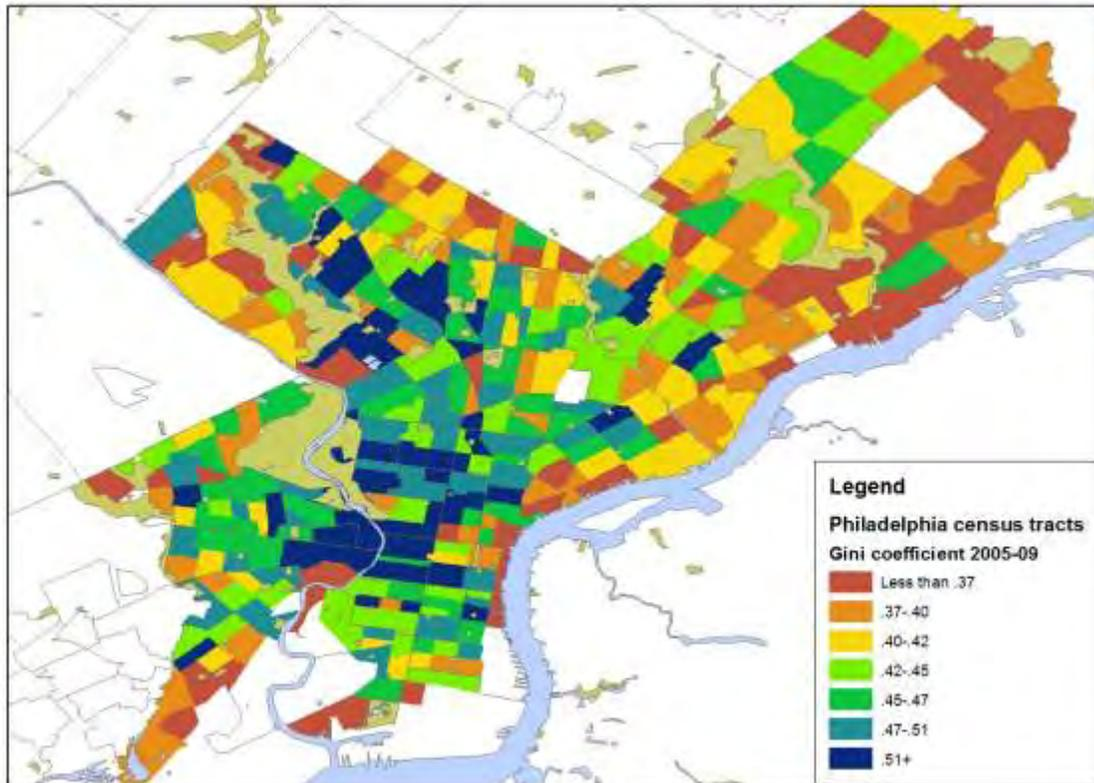 Legend
Philadelphia census tracts
Gini coefficient 2005-09
Less than .37
.37-.40
.40-.42
.42-.45
.45-.47
.47-.51
.51+